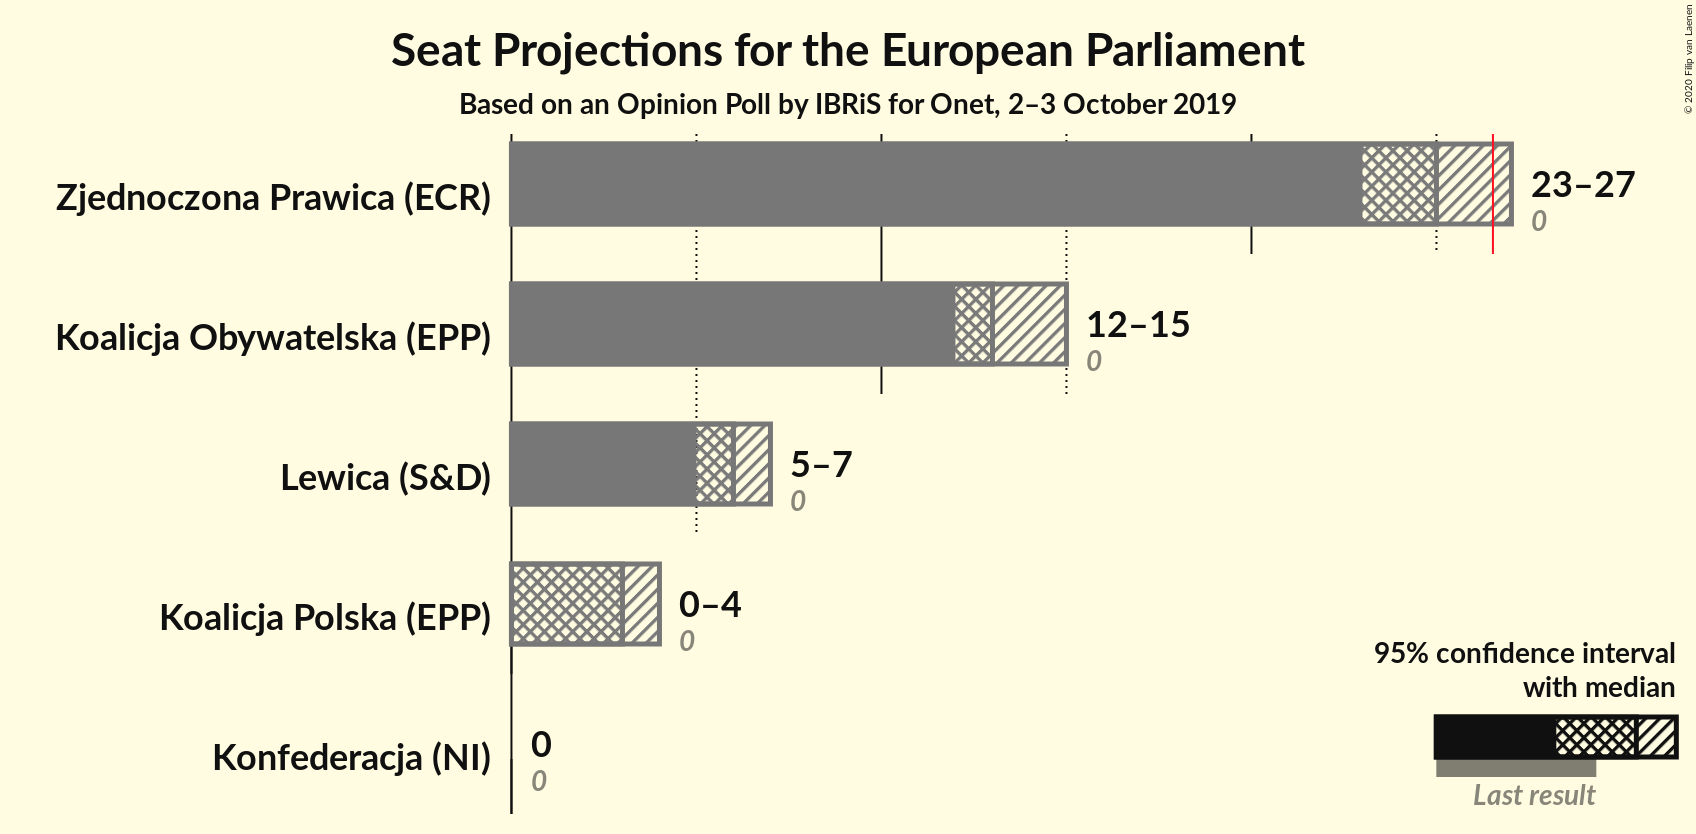 Seat Projections for the European Parliament
Based on an Opinion Poll by IBRiS for Onet, 2–3 October 2019
© 2020 Filip van Laenen
Zjednoczona Prawica (ECR)
23–27
0
Koalicja Obywatelska (EPP)
12–15
0
Lewica (S&D)
5–7
0
Koalicja Polska (EPP)
0–4
0
Konfederacja (NI)
0
0
95% confidence interval
with median
Last result